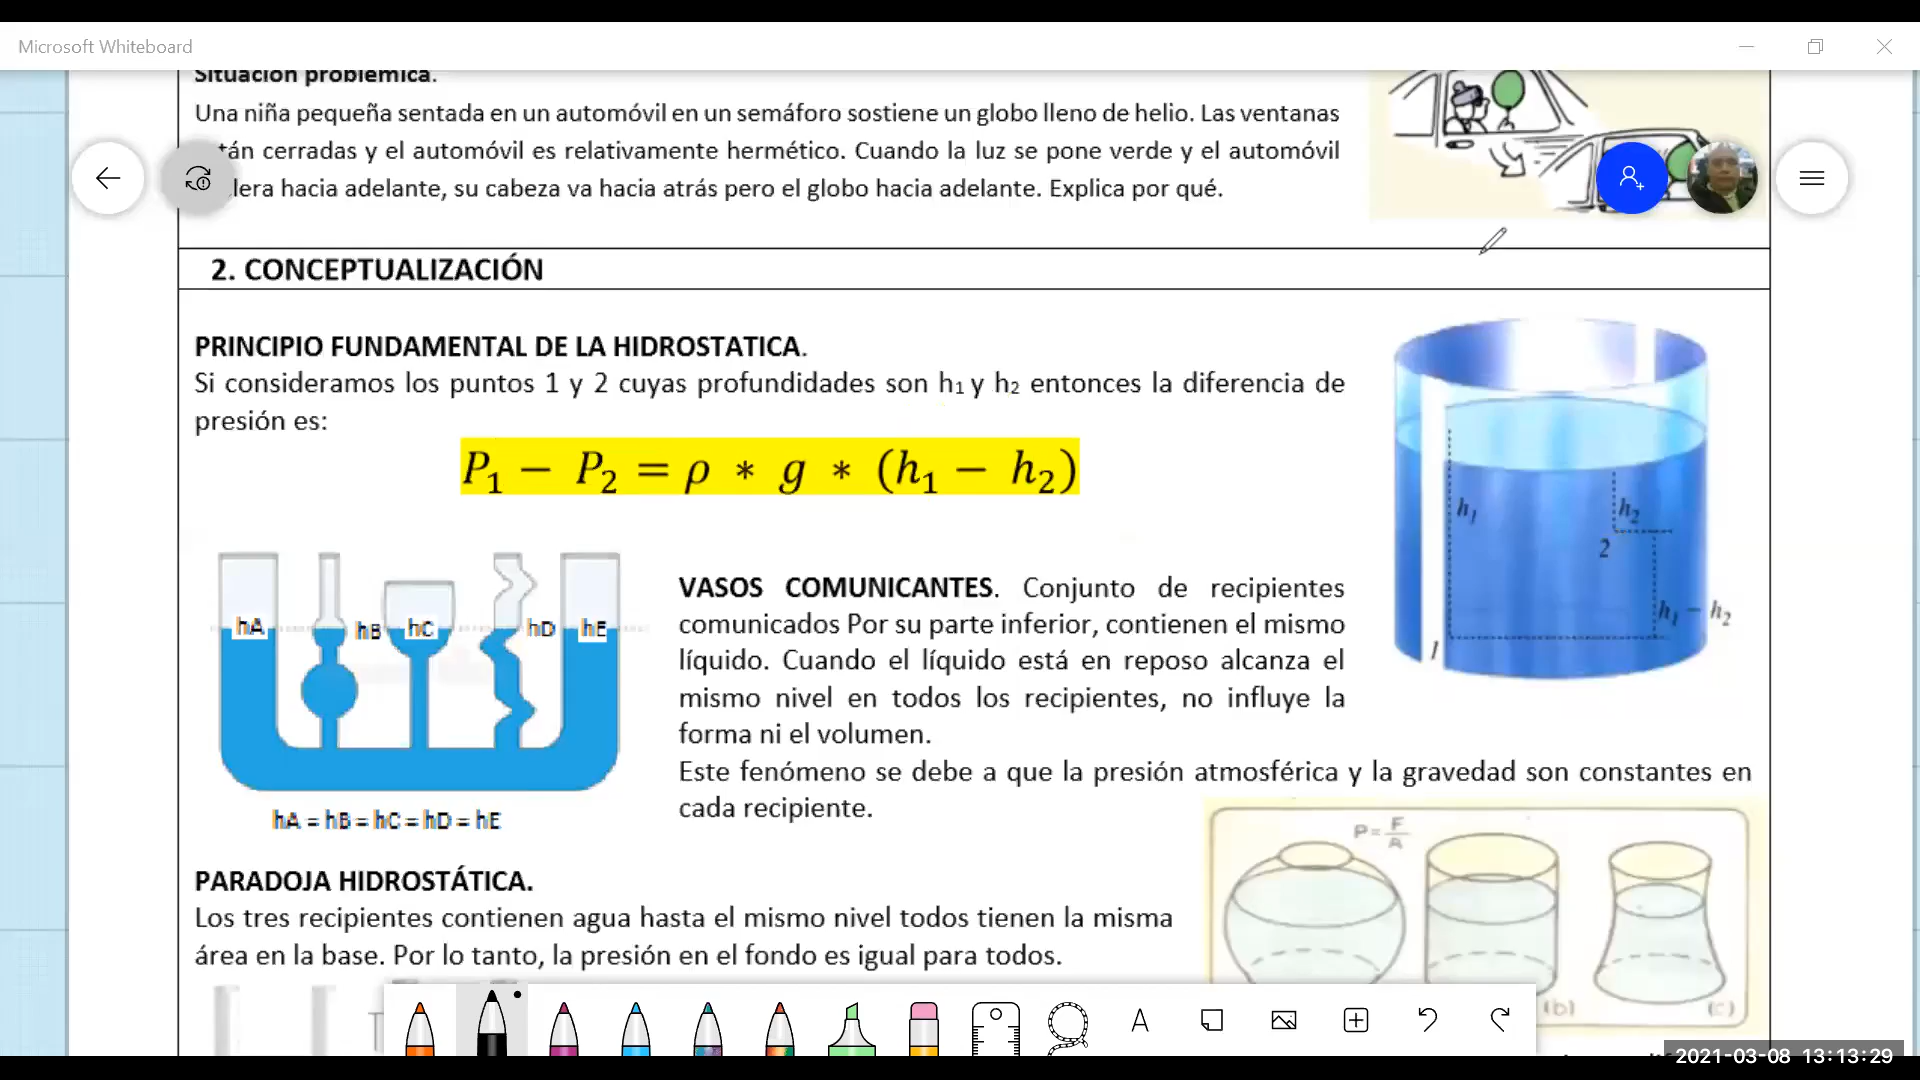 Microsoft Whiteboard
Situación problémica.
Una niña pequeña sentada en un automóvil en un semáforo sostiene un globo lleno de helio. Las ventanas
tán cerradas y el automóvil es relativamente hermético. Cuando la luz se pone verde y el automóvil
lera hacia adelante, su cabeza va hacia atrás pero el globo hacia adelante. Explica por qué.
2. CONCEPTUALIZACIÓN
PRINCIPIO FUNDAMENTAL DE LA HIDROSTATICA.
Si consideramos los puntos 1 y 2 cuyas profundidades son h₁ y h₂ entonces la diferencia de
presión es:
P₁ − P₂ = ρ * g * (h₁ − h₂)
h₁
h₂
2
h₁ − h₂
1
hA hB hC hD hE
hA = hB = hC = hD = hE
VASOS COMUNICANTES. Conjunto de recipientes
comunicados Por su parte inferior, contienen el mismo
líquido. Cuando el líquido está en reposo alcanza el
mismo nivel en todos los recipientes, no influye la
forma ni el volumen.
Este fenómeno se debe a que la presión atmosférica y la gravedad son constantes en
cada recipiente.
P = F/A
PARADOJA HIDROSTÁTICA.
Los tres recipientes contienen agua hasta el mismo nivel todos tienen la misma
área en la base. Por lo tanto, la presión en el fondo es igual para todos.
(b) (c)
2021-03-08 13:13:29